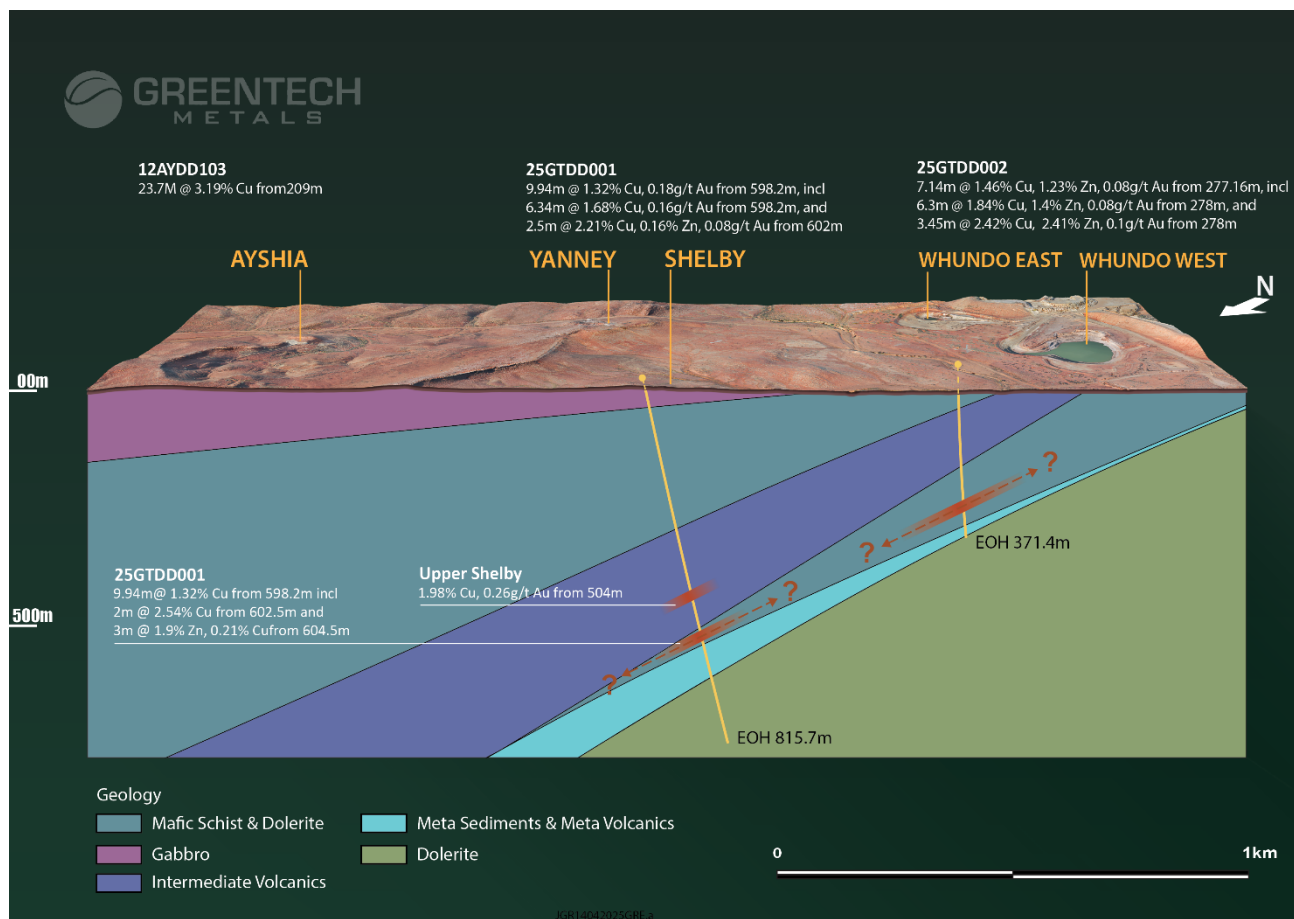 GREENTECH
METALS
12AYDD103
23.7M @ 3.19% Cu from209m
25GTDD001
9.94m @ 1.32% Cu, 0.18g/t Au from 598.2m, incl
6.34m @ 1.68% Cu, 0.16g/t Au from 598.2m, and
2.5m @ 2.21% Cu, 0.16% Zn, 0.08g/t Au from 602m
25GTDD002
7.14m @ 1.46% Cu, 1.23% Zn, 0.08g/t Au from 277.16m, incl
6.3m @ 1.84% Cu, 1.4% Zn, 0.08g/t Au from 278m, and
3.45m @ 2.42% Cu, 2.41% Zn, 0.1g/t Au from 278m
AYSHIA
YANNEY
SHELBY
WHUNDO EAST
WHUNDO WEST
N
00m
?
?
EOH 371.4m
25GTDD001
9.94m@ 1.32% Cu from 598.2m incl
2m @ 2.54% Cu from 602.5m and
3m @ 1.9% Zn, 0.21% Cufrom 604.5m
Upper Shelby
1.98% Cu, 0.26g/t Au from 504m
?
500m
?
EOH 815.7m
Geology
Mafic Schist & Dolerite
Meta Sediments & Meta Volcanics
Gabbro
Dolerite
Intermediate Volcanics
0
1km
JGR14042025GRE a